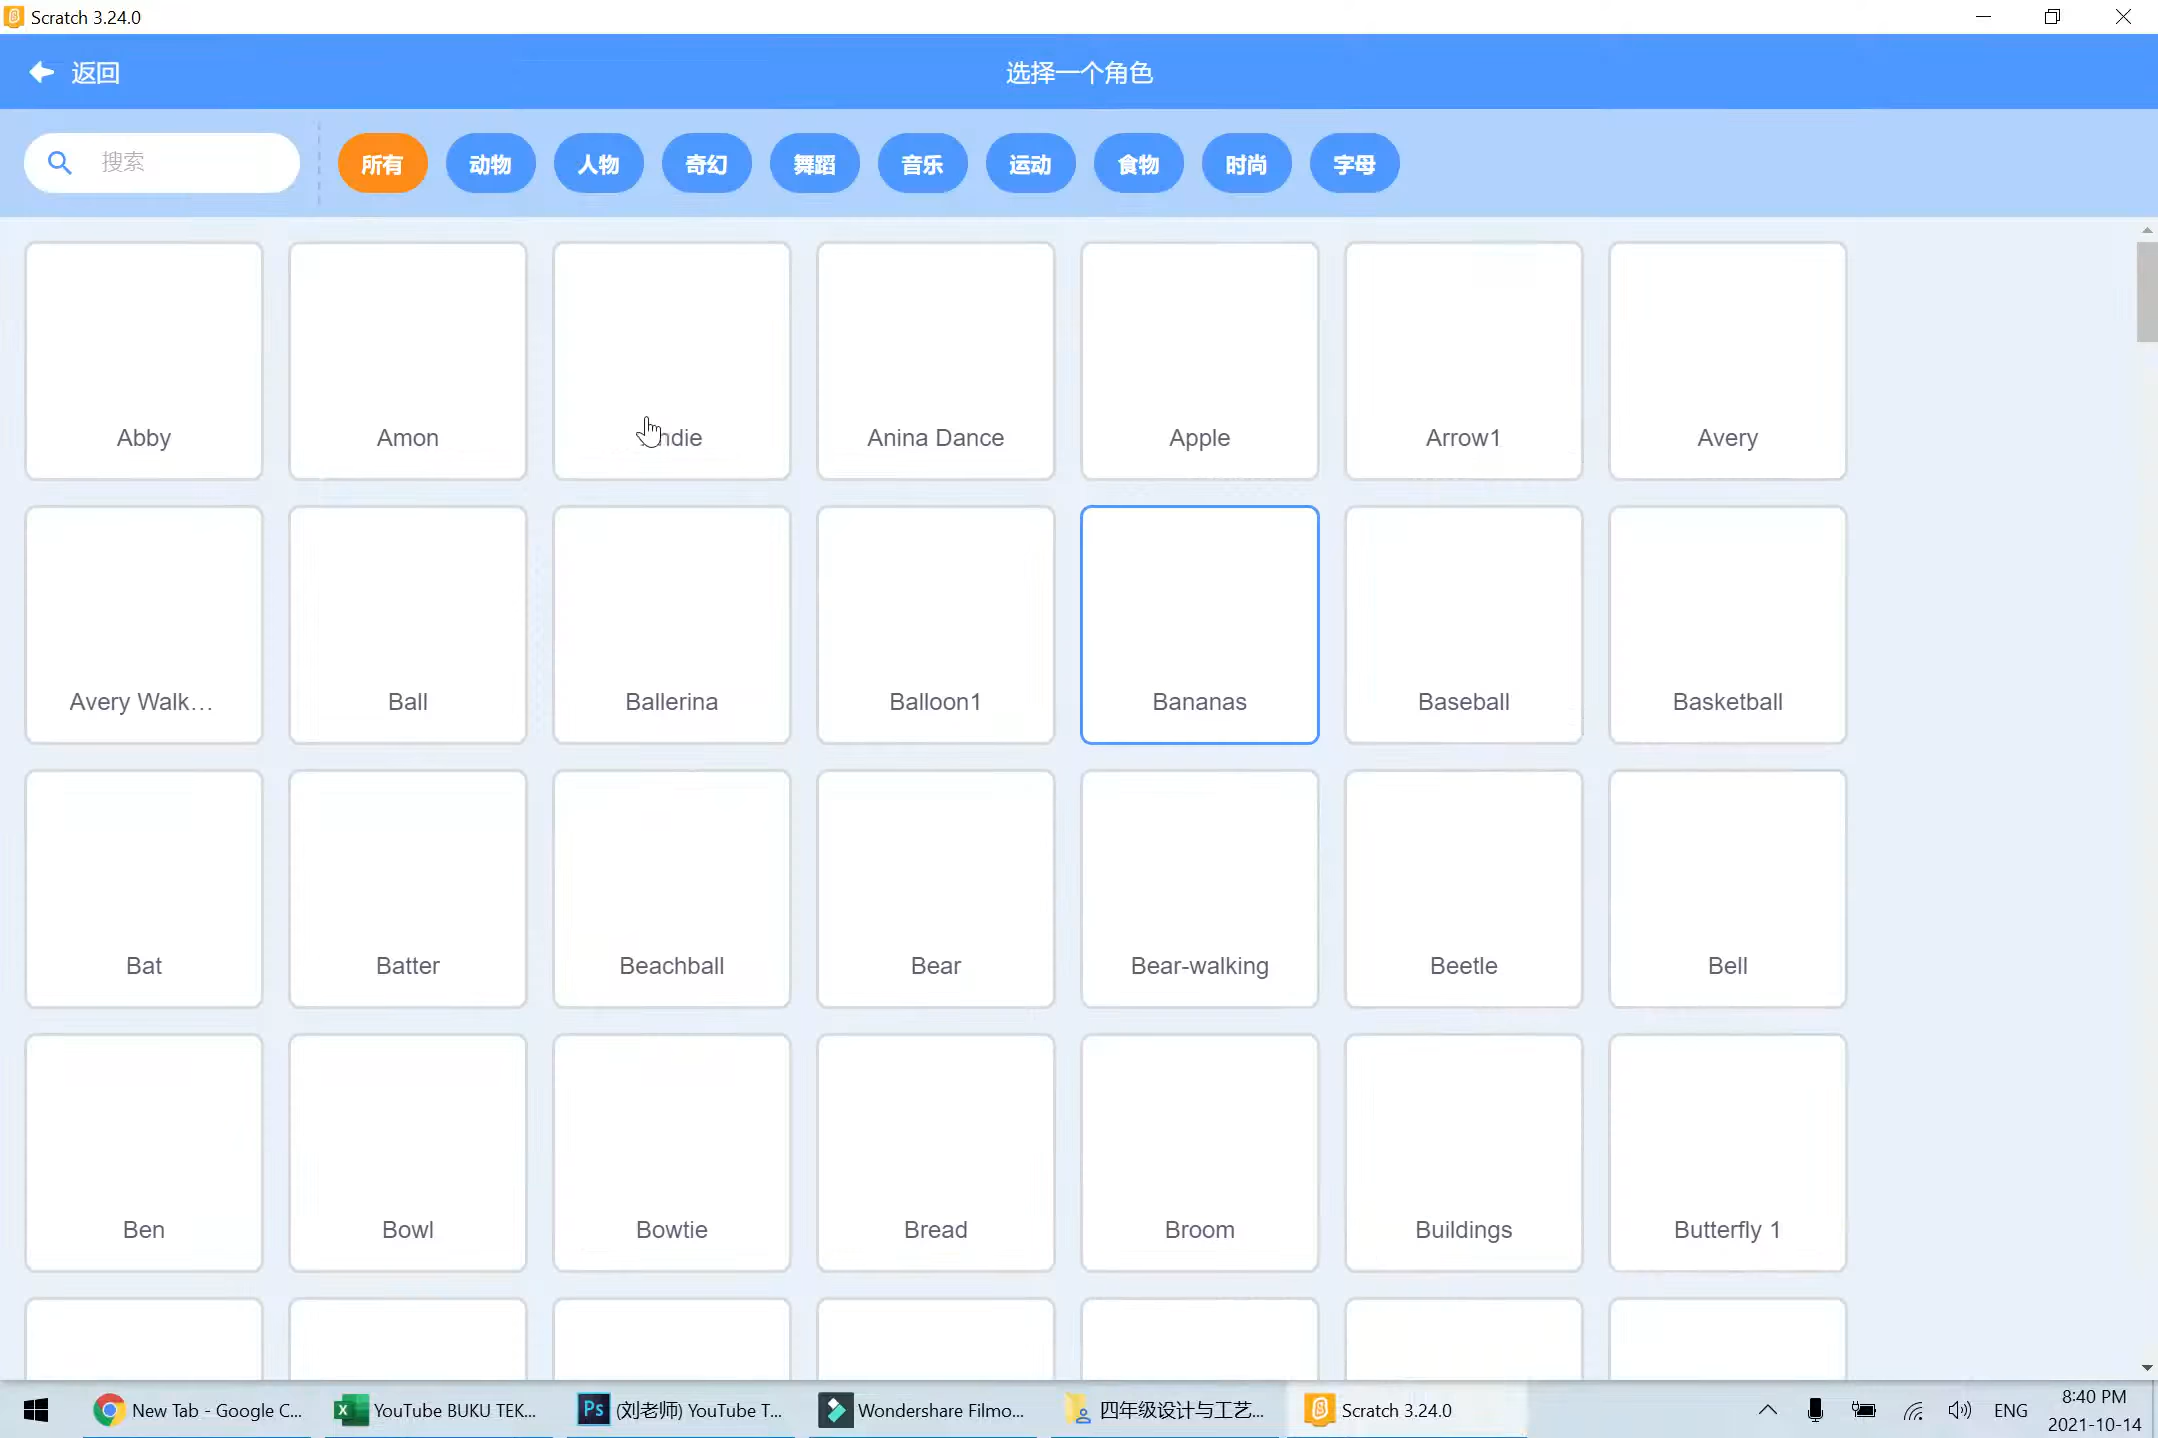 Scratch 3.24.0
返回
选择一个角色
搜索
所有 动物 人物 奇幻 舞蹈 音乐 运动 食物 时尚 字母
Abby Amon ndie Anina Dance Apple Arrow1 Avery
Avery Walk... Ball Ballerina Balloon1 Bananas Baseball Basketball
Bat Batter Beachball Bear Bear-walking Beetle Bell
Ben Bowl Bowtie Bread Broom Buildings Butterfly 1
New Tab - Google C... YouTube BUKU TEK... Ps (刘老师) YouTube T... Wondershare Filmo... 四年级设计与工艺... Scratch 3.24.0 ENG 8:40 PM
2021-10-14